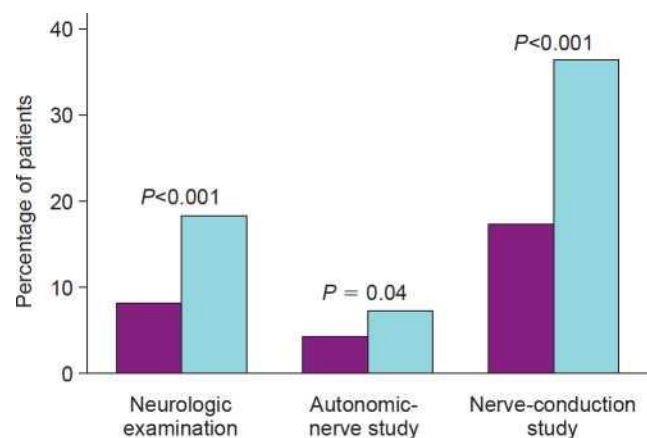 Percentage of patients
40
30
20
10
0
P<0.001
P = 0.04
P<0.001
Neurologic
examination
Autonomic-
nerve study
Nerve-conduction
study